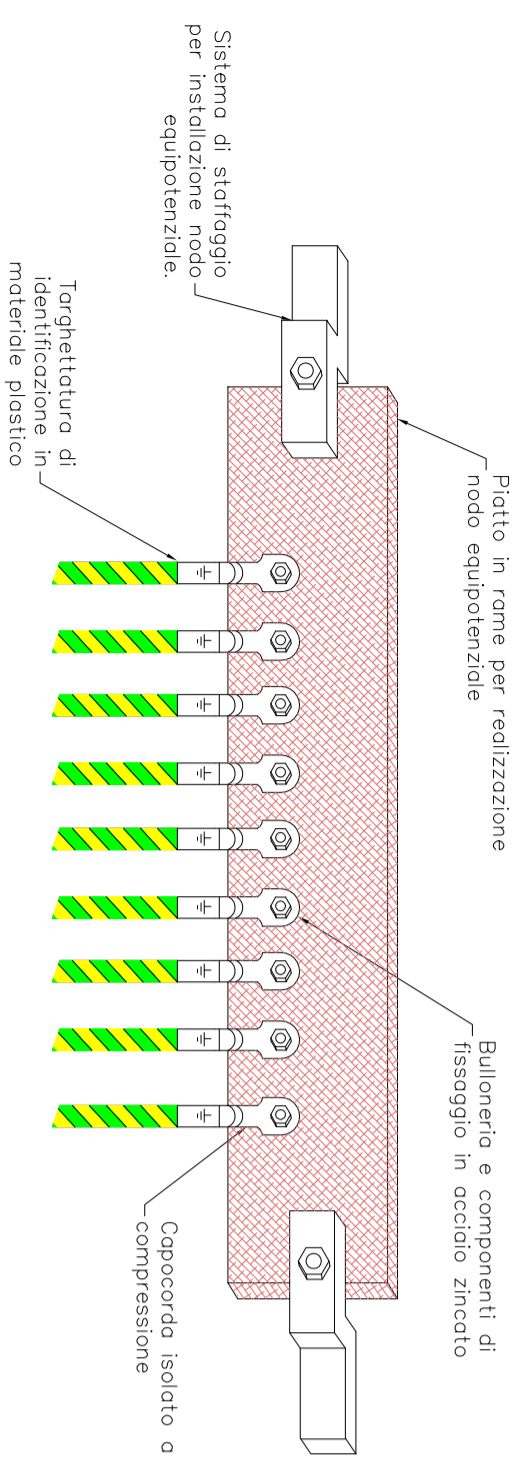 Piatto in rame per realizzazione
nodo equipotenziale
Bulloneria e componenti di
fissaggio in acciaio zincato
Sistema di staffaggio
per installazione nodo
equipotenziale.
Targhettatura di
identificazione in
materiale plastico
Capocorda isolato a
compressione